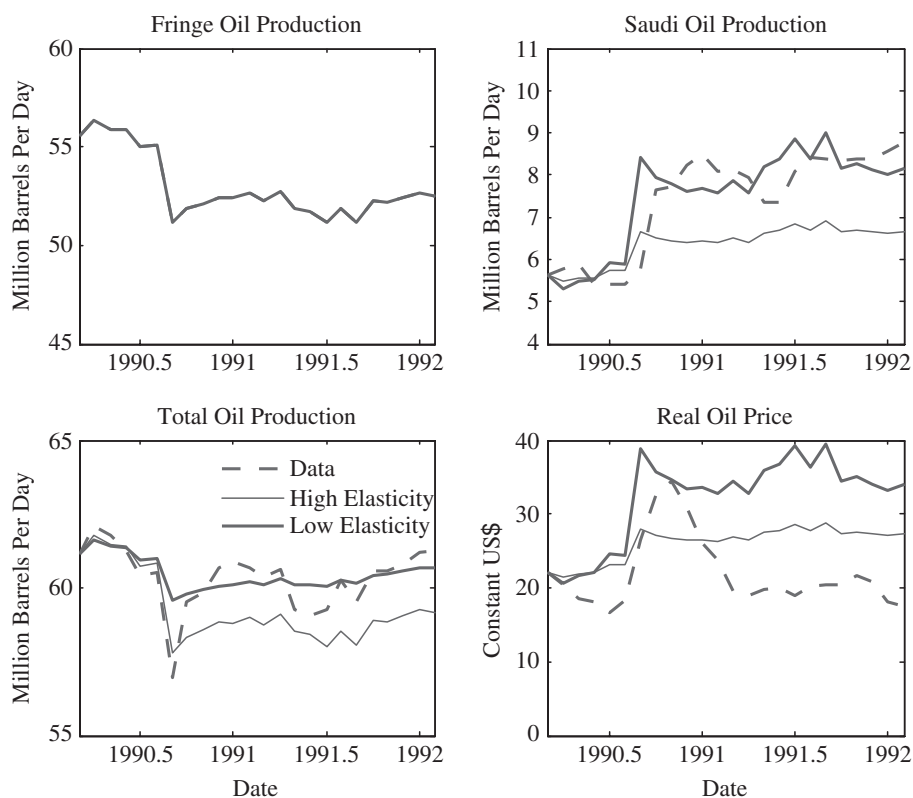 Fringe Oil Production
60
55
50
45
Million Barrels Per Day
1990.5 1991 1991.5 1992
Saudi Oil Production
11
10
9
8
7
6
5
4
Million Barrels Per Day
1990.5 1991 1991.5 1992
Total Oil Production
65
60
55
Million Barrels Per Day
Data
High Elasticity
Low Elasticity
1990.5 1991 1991.5 1992
Date
Real Oil Price
40
30
20
10
0
Constant US$
1990.5 1991 1991.5 1992
Date